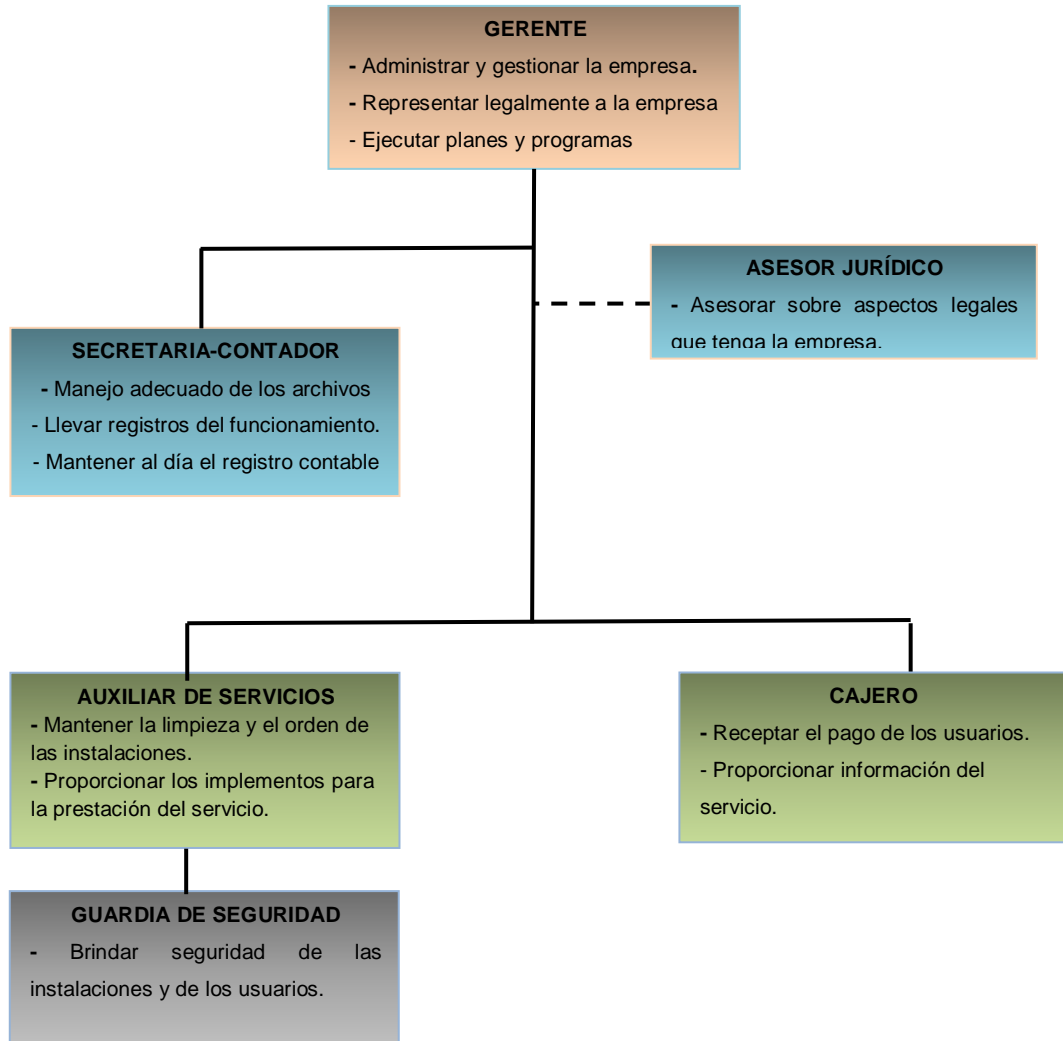 GERENTE
- Administrar y gestionar la empresa.
- Representar legalmente a la empresa
- Ejecutar planes y programas
ASESOR JURÍDICO
- Asesorar sobre aspectos legales
que tenga la empresa.
SECRETARIA-CONTADOR
- Manejo adecuado de los archivos
- Llevar registros del funcionamiento.
- Mantener al día el registro contable
AUXILIAR DE SERVICIOS
- Mantener la limpieza y el orden de
las instalaciones.
- Proporcionar los implementos para
la prestación del servicio.
CAJERO
- Receptar el pago de los usuarios.
- Proporcionar información del
servicio.
GUARDIA DE SEGURIDAD
- Brindar seguridad de las
instalaciones y de los usuarios.